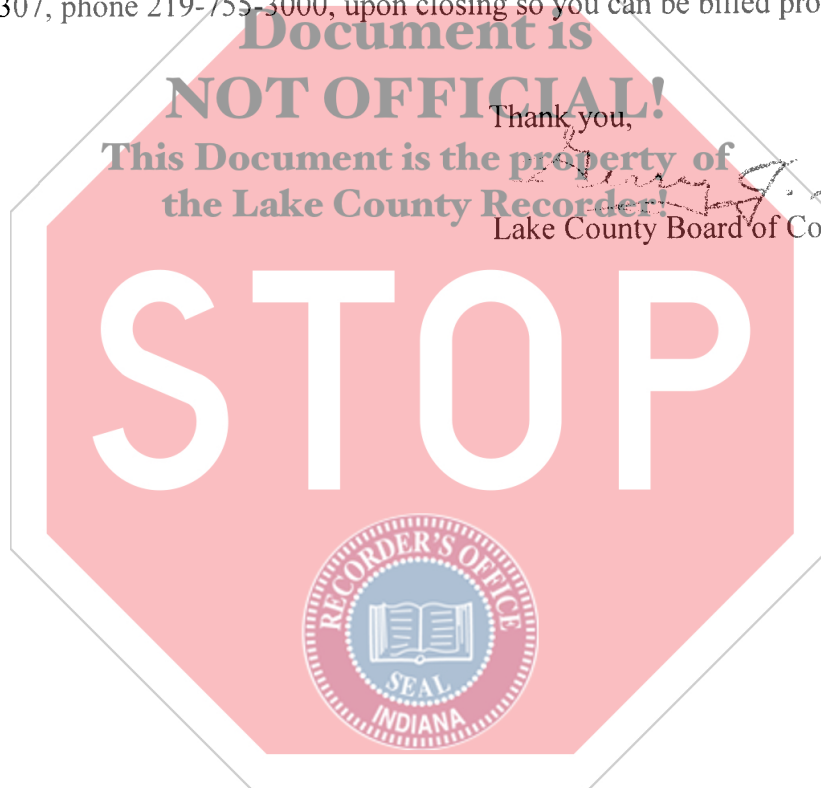 307, phone 219-755-3000, upon closing so you can be billed pro
Document is
NOT OFFICIAL!
Thank you,
This Document is the property of
the Lake County Recorder!
Lake County Board of Co
STOP
RECORDER'S OFFICE
SEAL
INDIANA